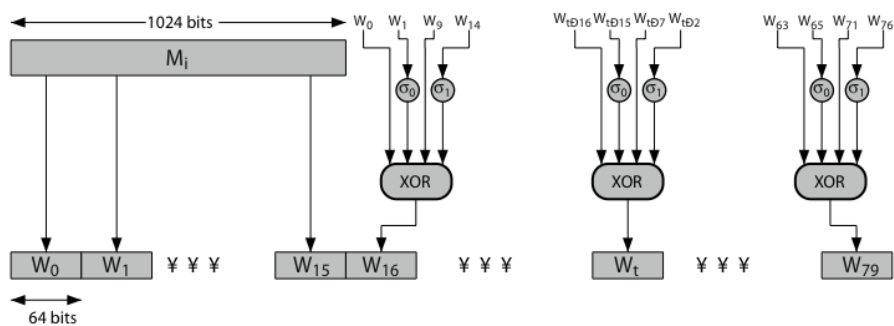 1024 bits
W0 W1 W9 W14
WtÐ16 WtÐ15 WtÐ7 WtÐ2
W63 W65 W71 W76
Mi
σ0 σ1
σ0 σ1
σ0 σ1
XOR
XOR
XOR
W0 W1 ¥ ¥ ¥ W15 W16 ¥ ¥ ¥ Wt ¥ ¥ ¥ W79
64 bits